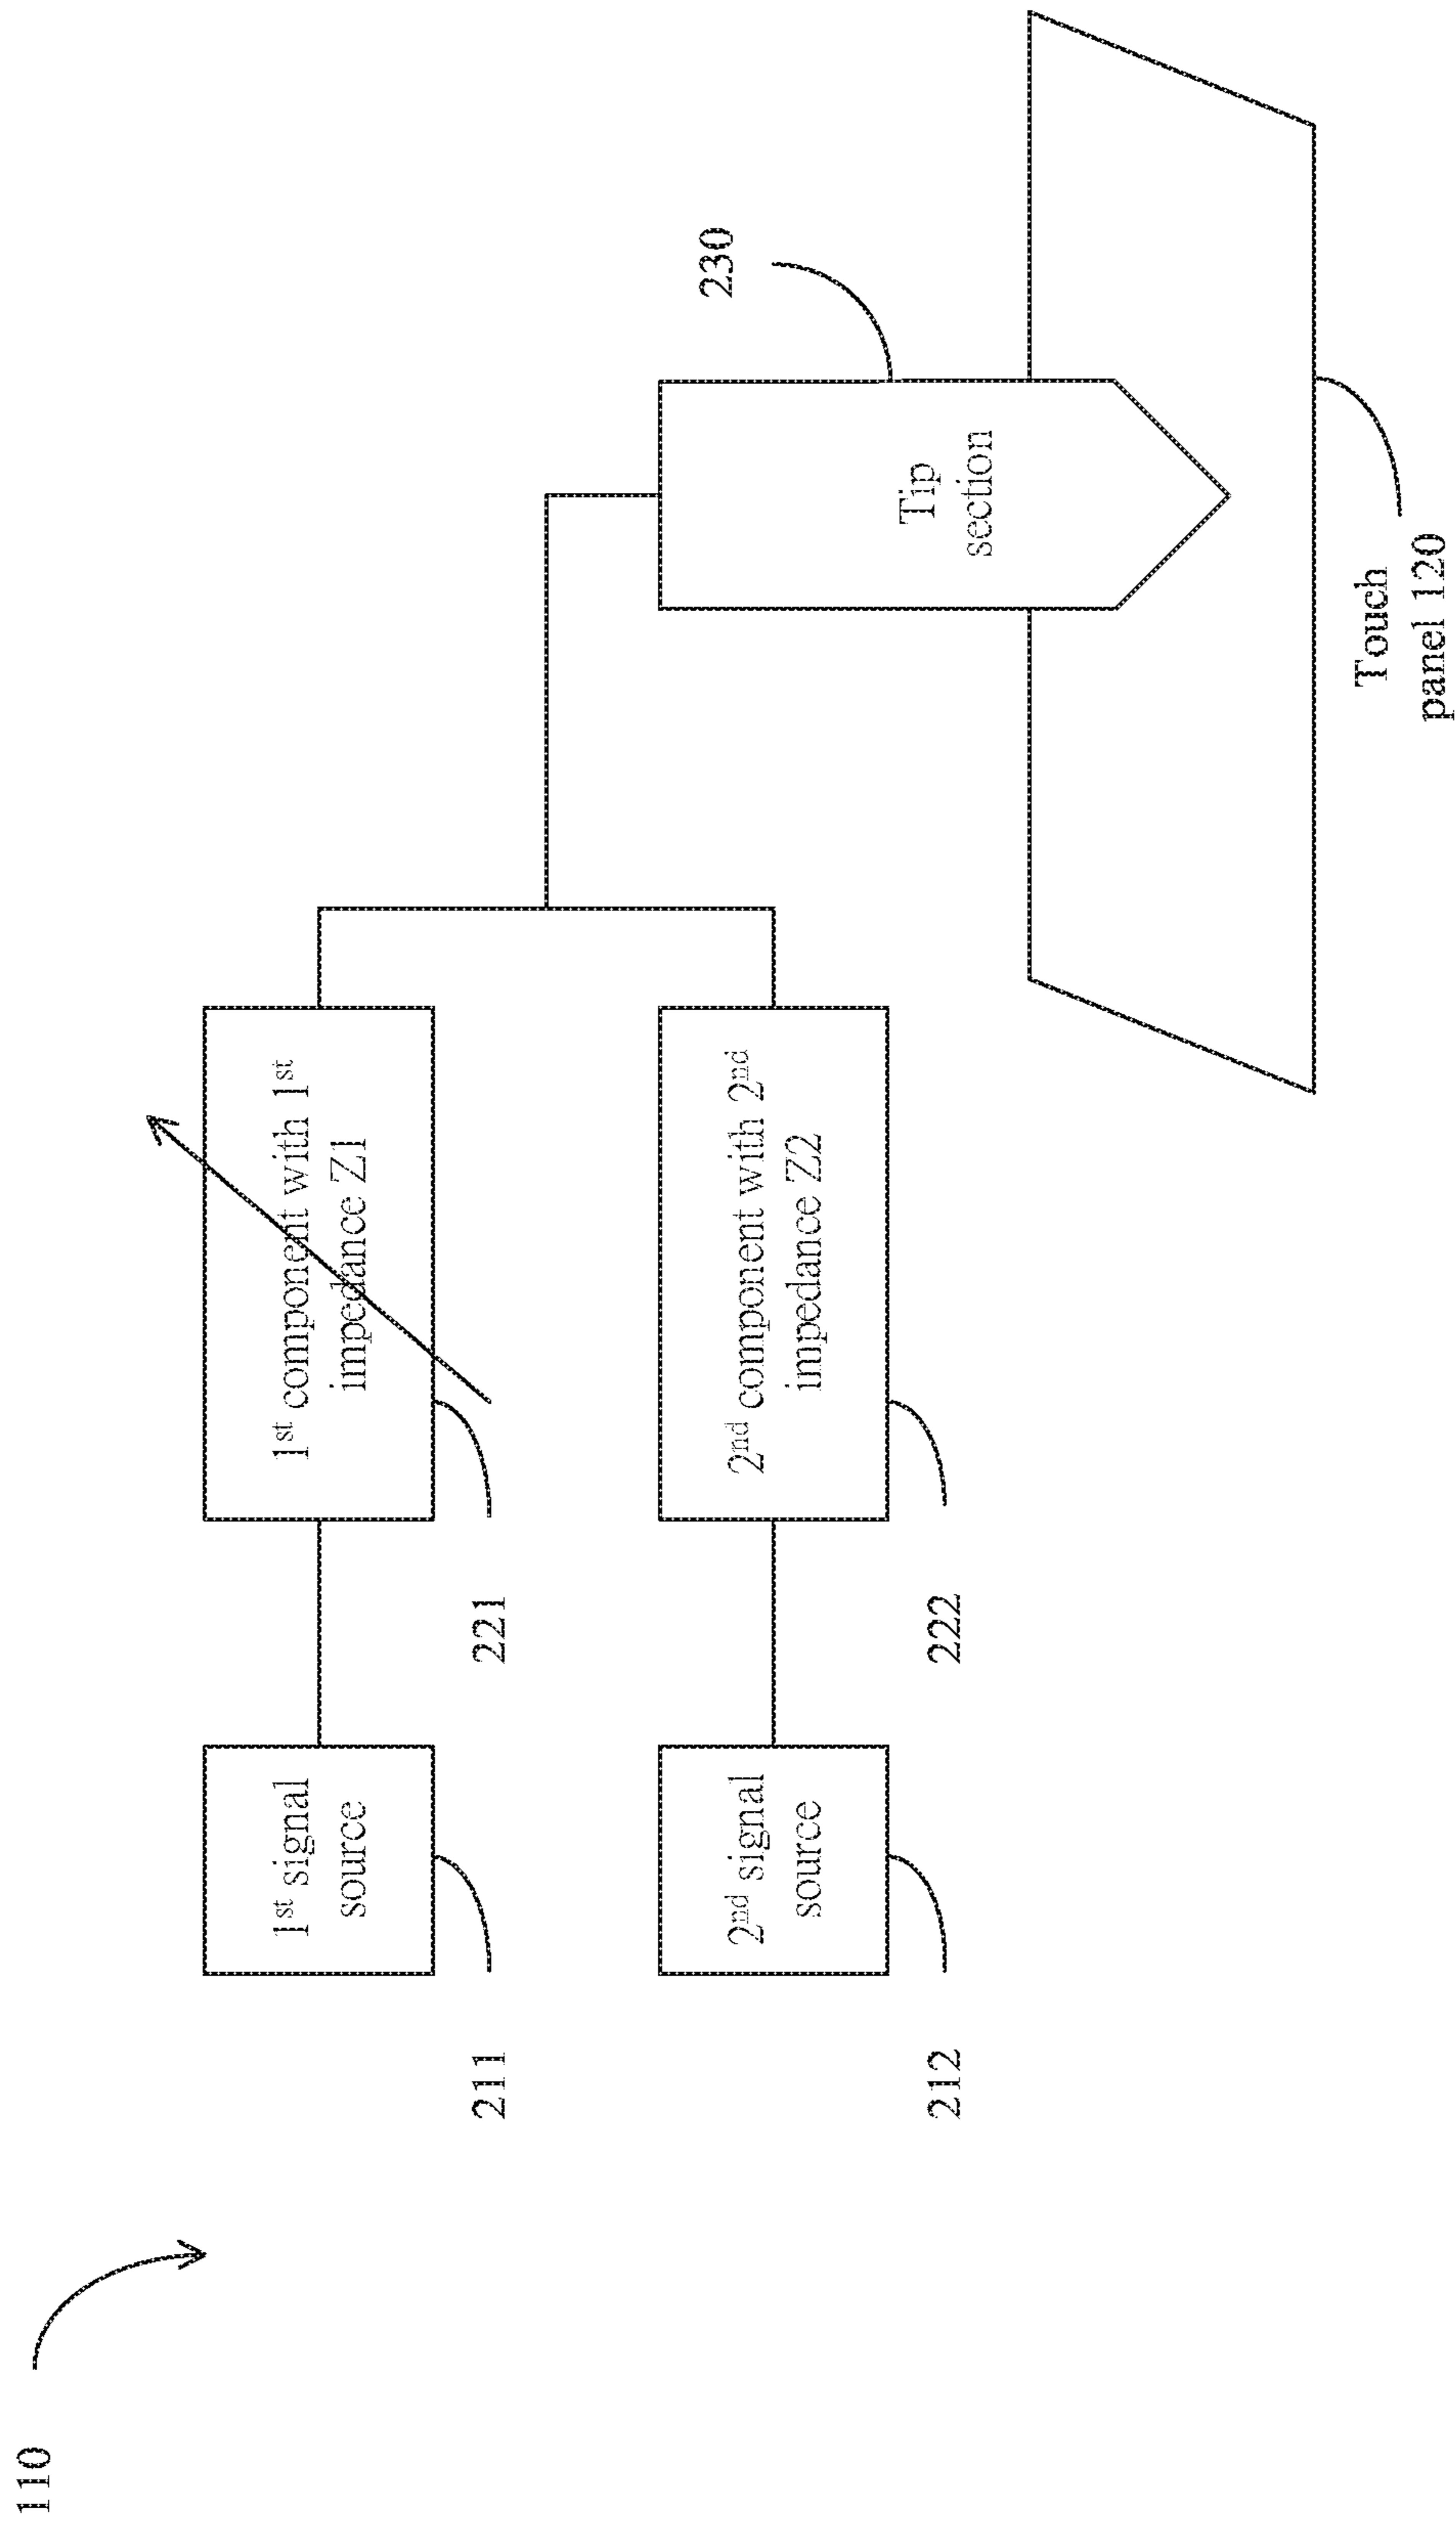 110
1st signal
source
211
2nd signal
source
212
1st component with 1st
impedance Z1
221
2nd component with 2nd
impedance Z2
222
Tip
section
230
Touch
panel 120